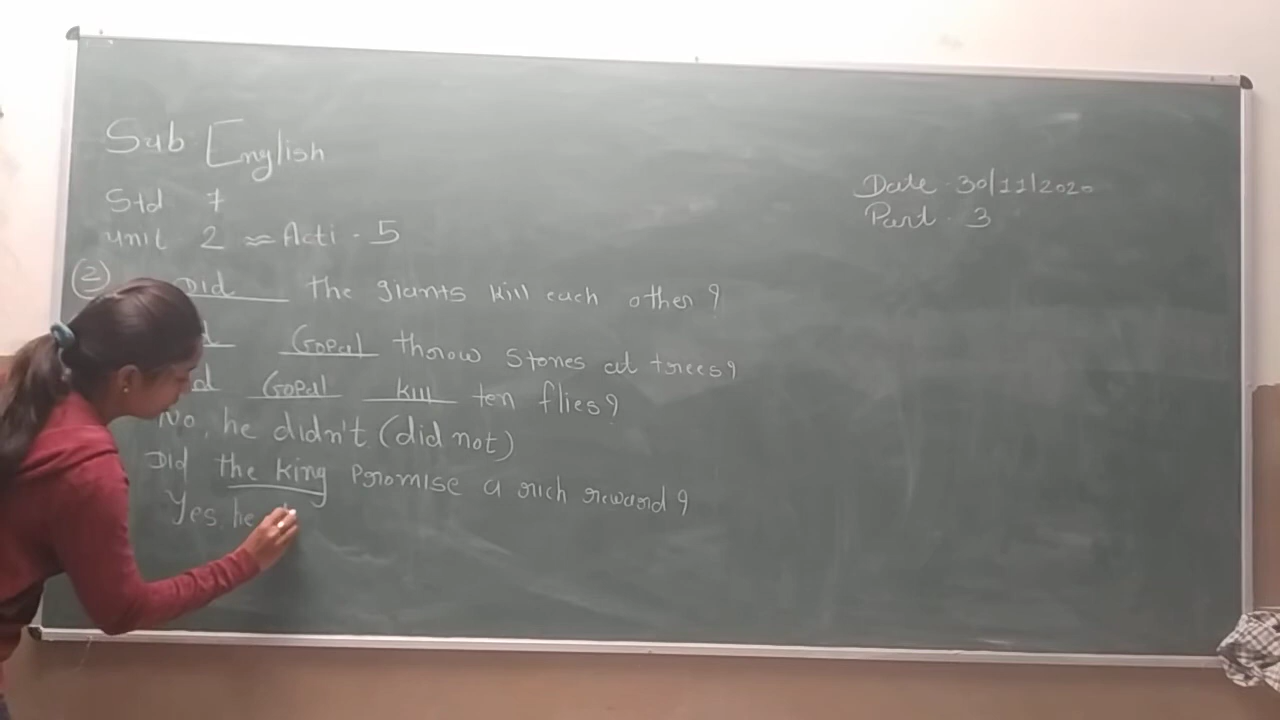 Sub English
Std 7
Date - 30/11/2020
unit 2 ≈ Acti - 5
Part - 3
(2) Did the giants kill each other?
Gopal throw stones at trees?
Gopal kill ten flies?
No, he didn't (did not)
Did the king promise a rich reward?
Yes, he